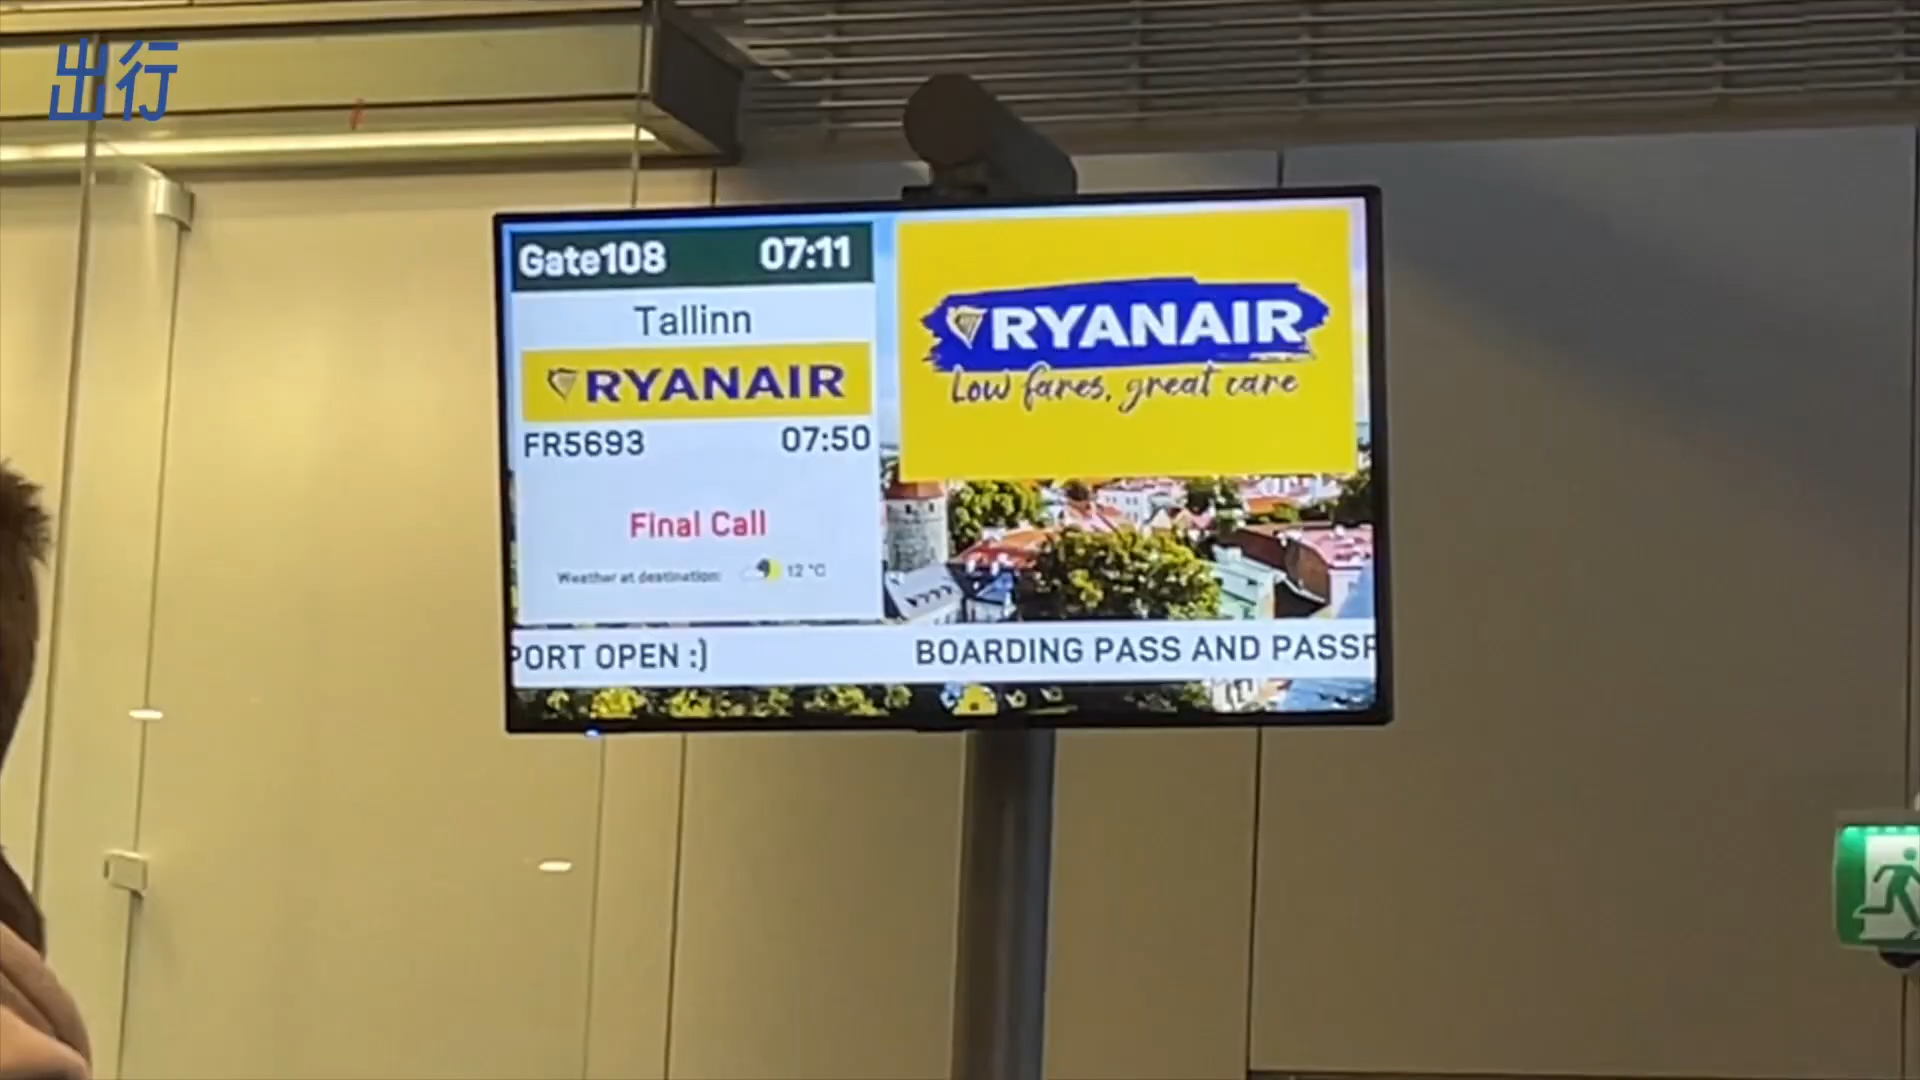 出行
Gate108 07:11
Tallinn
RYANAIR
FR5693 07:50
Final Call
Weather at destination: 12 °C
RYANAIR
Low fares, great care
PORT OPEN :) BOARDING PASS AND PASSP